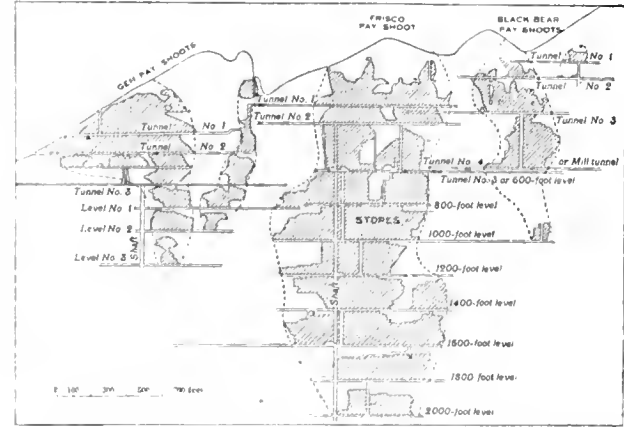 GEM PAY SHOOTS
FRISCO
PAY SHOOT
BLACK BEAR
PAY SHOOTS
Tunnel No 1
Tunnel No 2
Tunnel No 3
Tunnel No. 1
Tunnel No 2
Tunnel No 1
Tunnel No 2
Tunnel No. 4 or Mill tunnel
Tunnel No. 3
Tunnel No. 3 or 600-foot level
Level No 1
800-foot level
STOPES
Level No 2
1000-foot level
Shaft
Level No. 3
1200-foot level
Shaft
1400-foot level
1600-foot level
1800 foot level
2000-foot level